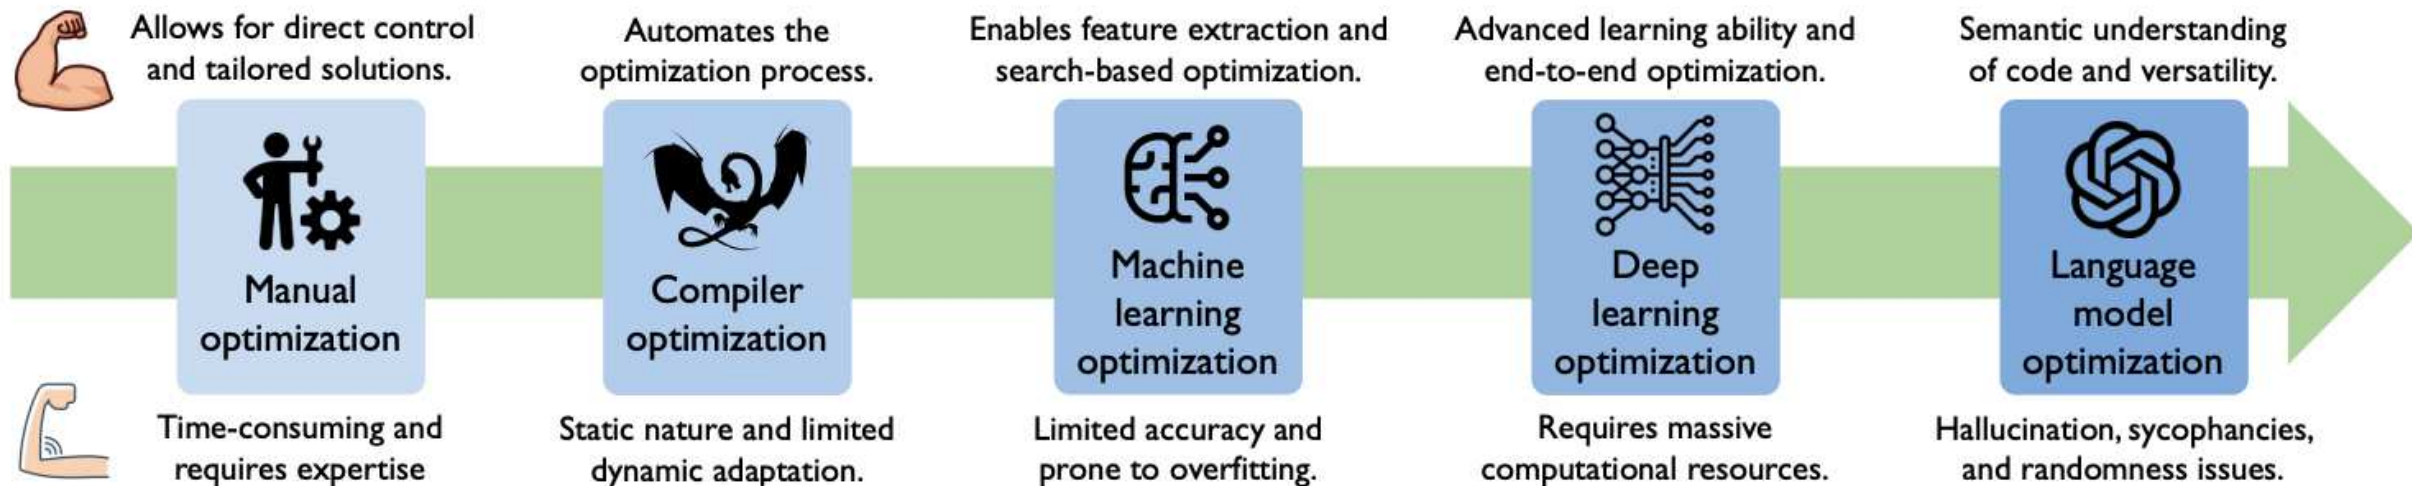 Allows for direct control
and tailored solutions.
Automates the
optimization process.
Enables feature extraction and
search-based optimization.
Advanced learning ability and
end-to-end optimization.
Semantic understanding
of code and versatility.
Manual
optimization
Compiler
optimization
Machine
learning
optimization
Deep
learning
optimization
Language
model
optimization
Time-consuming and
requires expertise
Static nature and limited
dynamic adaptation.
Limited accuracy and
prone to overfitting.
Requires massive
computational resources.
Hallucination, sycophancies,
and randomness issues.